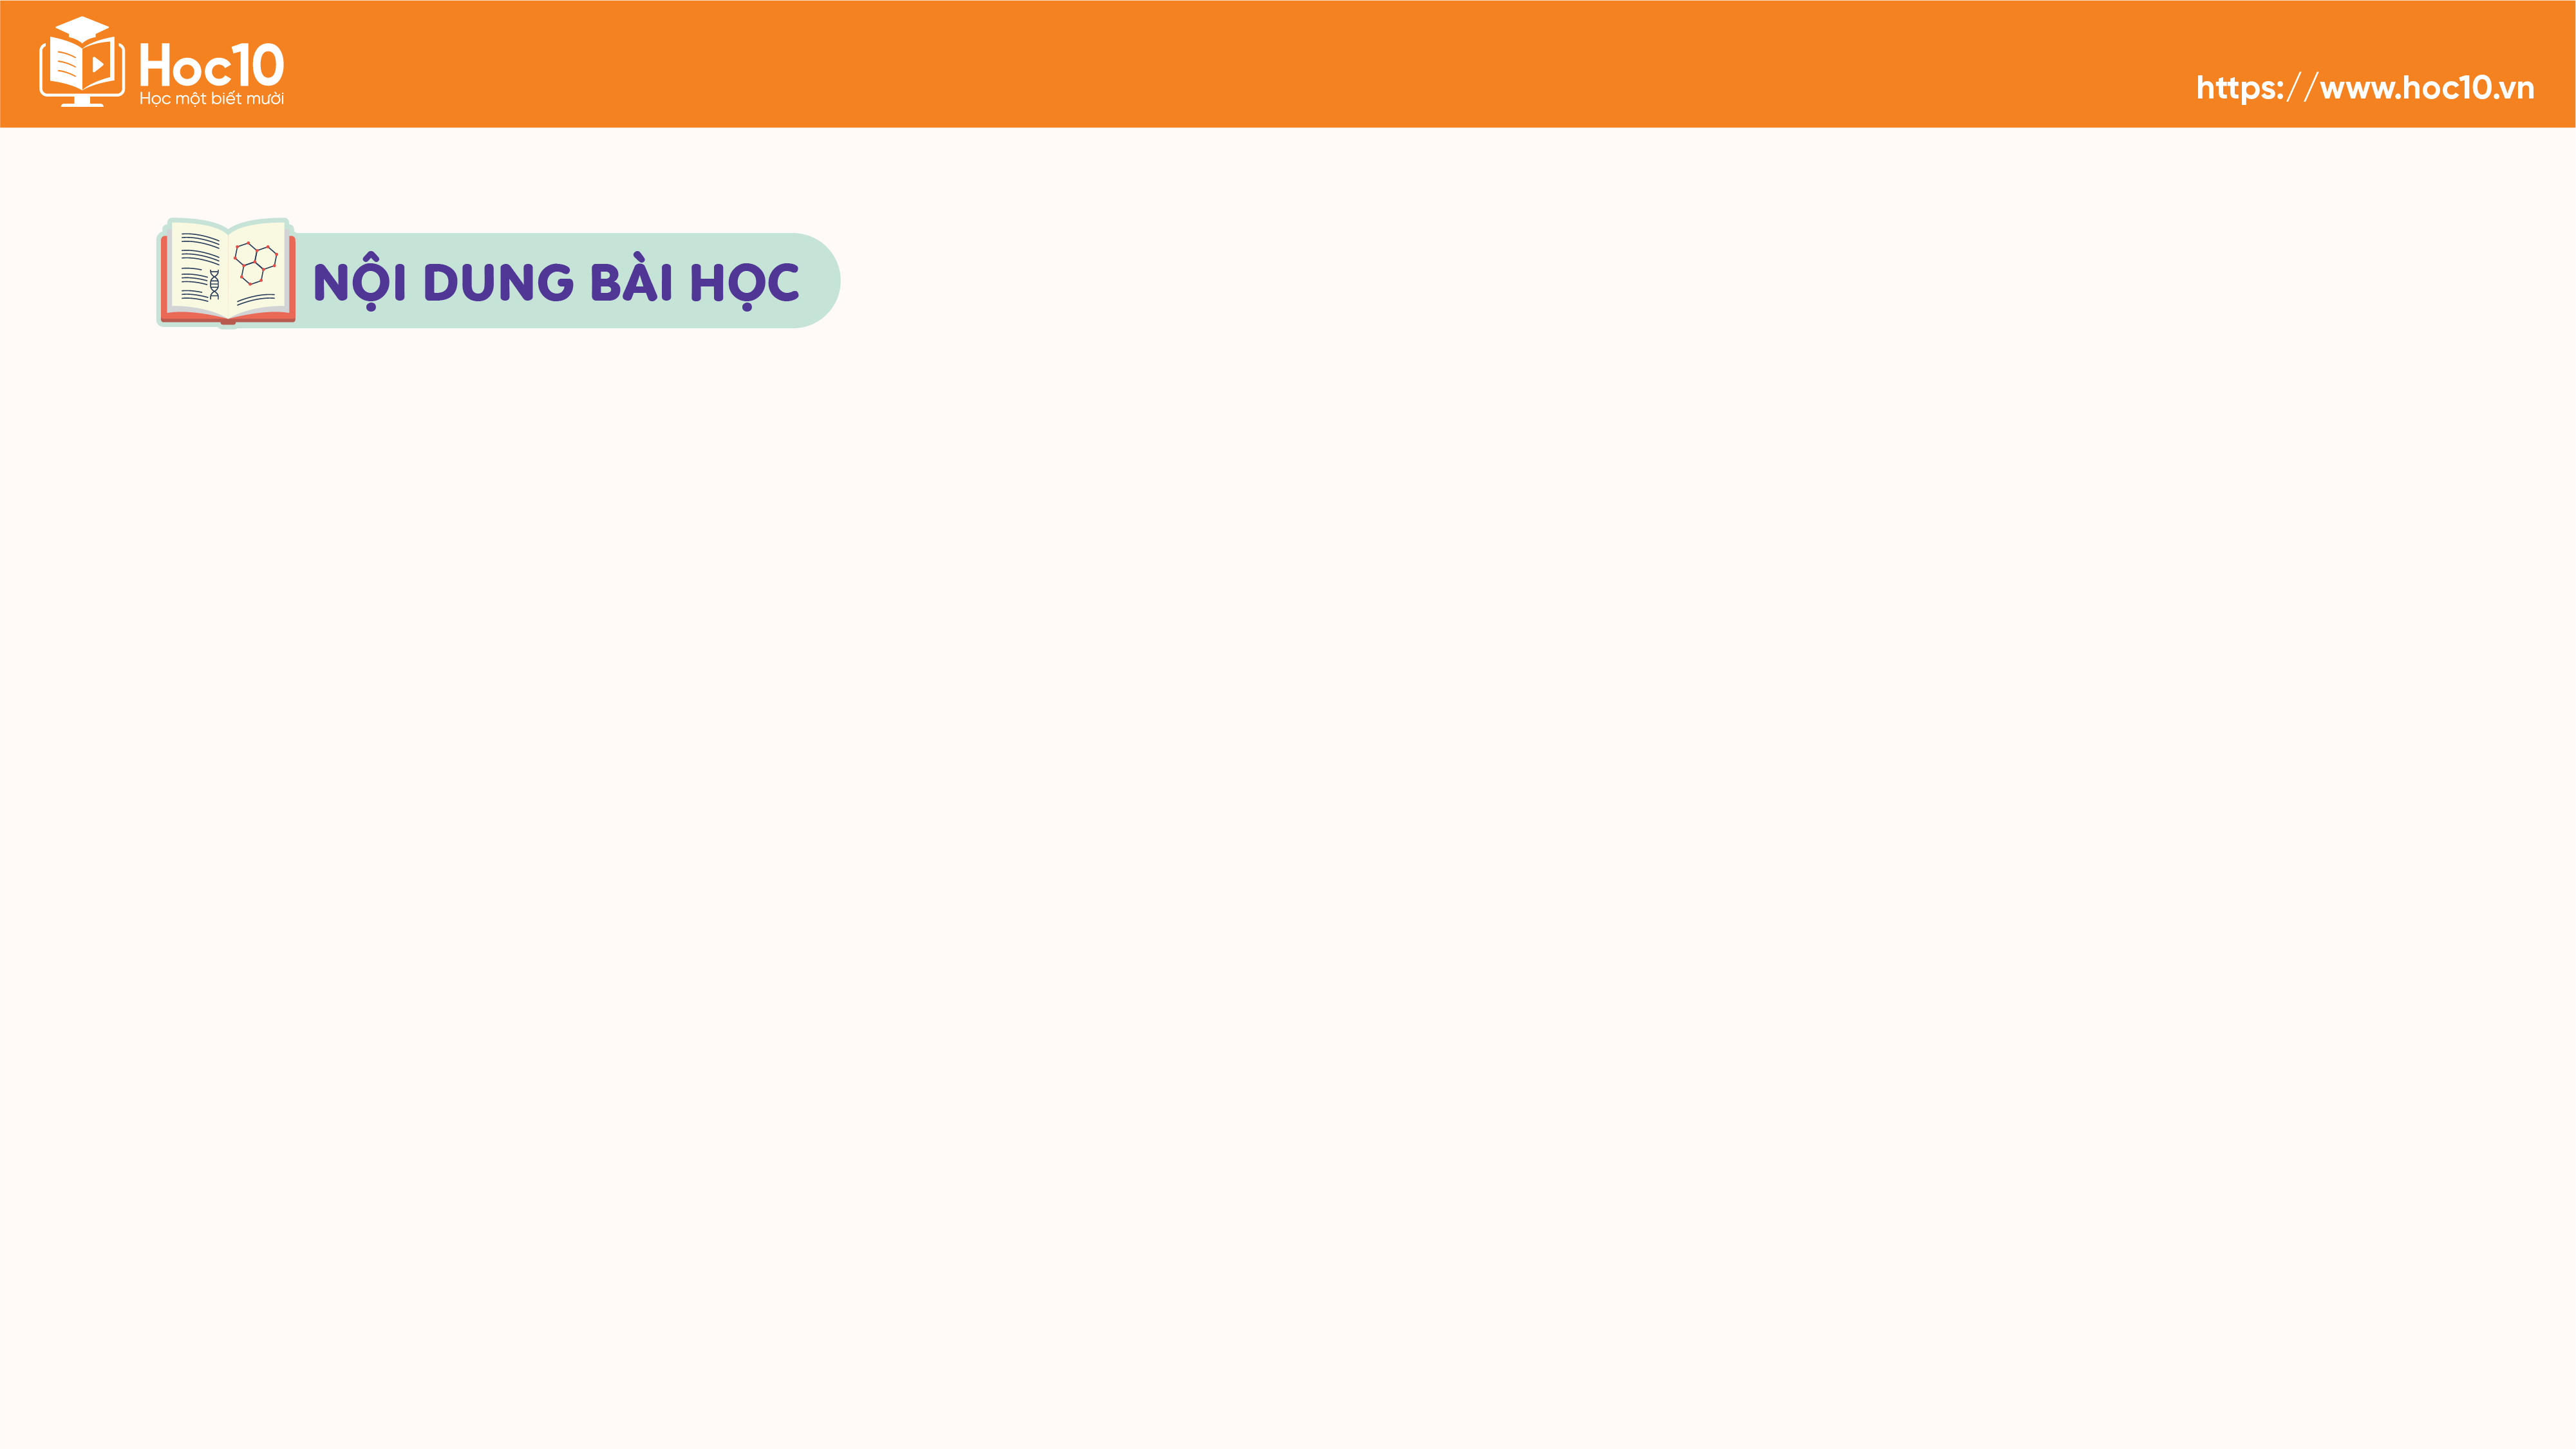 Hoc10
Học một biết mười
https://www.hoc10.vn
NỘI DUNG BÀI HỌC